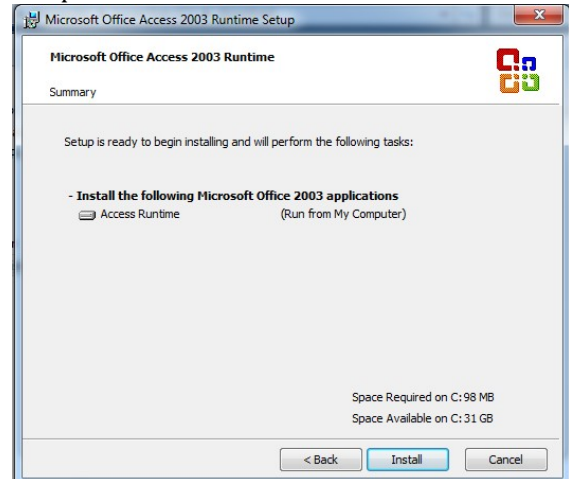 Microsoft Office Access 2003 Runtime Setup
Microsoft Office Access 2003 Runtime
Summary
Setup is ready to begin installing and will perform the following tasks:
- Install the following Microsoft Office 2003 applications
Access Runtime (Run from My Computer)
Space Required on C: 98 MB
Space Available on C: 31 GB
< Back Install Cancel